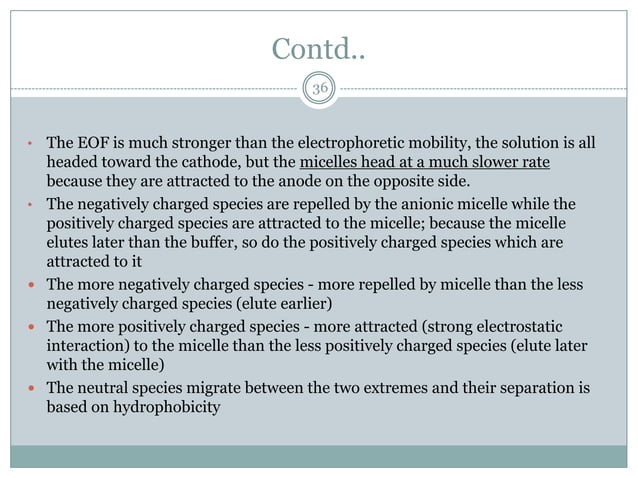 Contd..
36
• The EOF is much stronger than the electrophoretic mobility, the solution is all
headed toward the cathode, but the micelles head at a much slower rate
because they are attracted to the anode on the opposite side.
• The negatively charged species are repelled by the anionic micelle while the
positively charged species are attracted to the micelle; because the micelle
elutes later than the buffer, so do the positively charged species which are
attracted to it
• The more negatively charged species - more repelled by micelle than the less
negatively charged species (elute earlier)
• The more positively charged species - more attracted (strong electrostatic
interaction) to the micelle than the less positively charged species (elute later
with the micelle)
• The neutral species migrate between the two extremes and their separation is
based on hydrophobicity